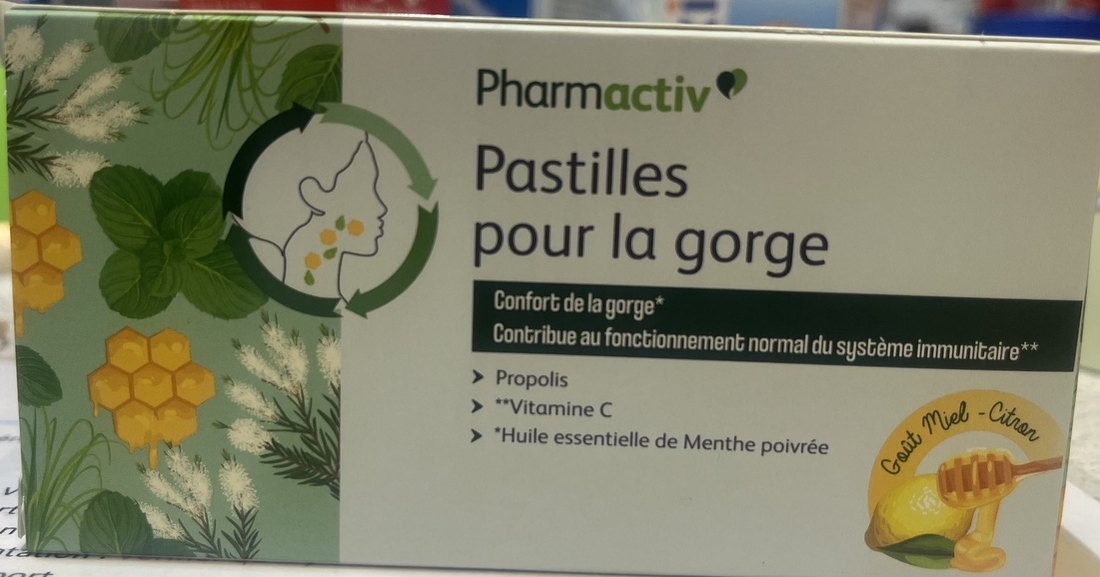 Pharmactiv
Pastilles
pour la gorge
Confort de la gorge*
Contribue au fonctionnement normal du système immunitaire**
Propolis
**Vitamine C
*Huile essentielle de Menthe poivrée
Goût Miel - Citron